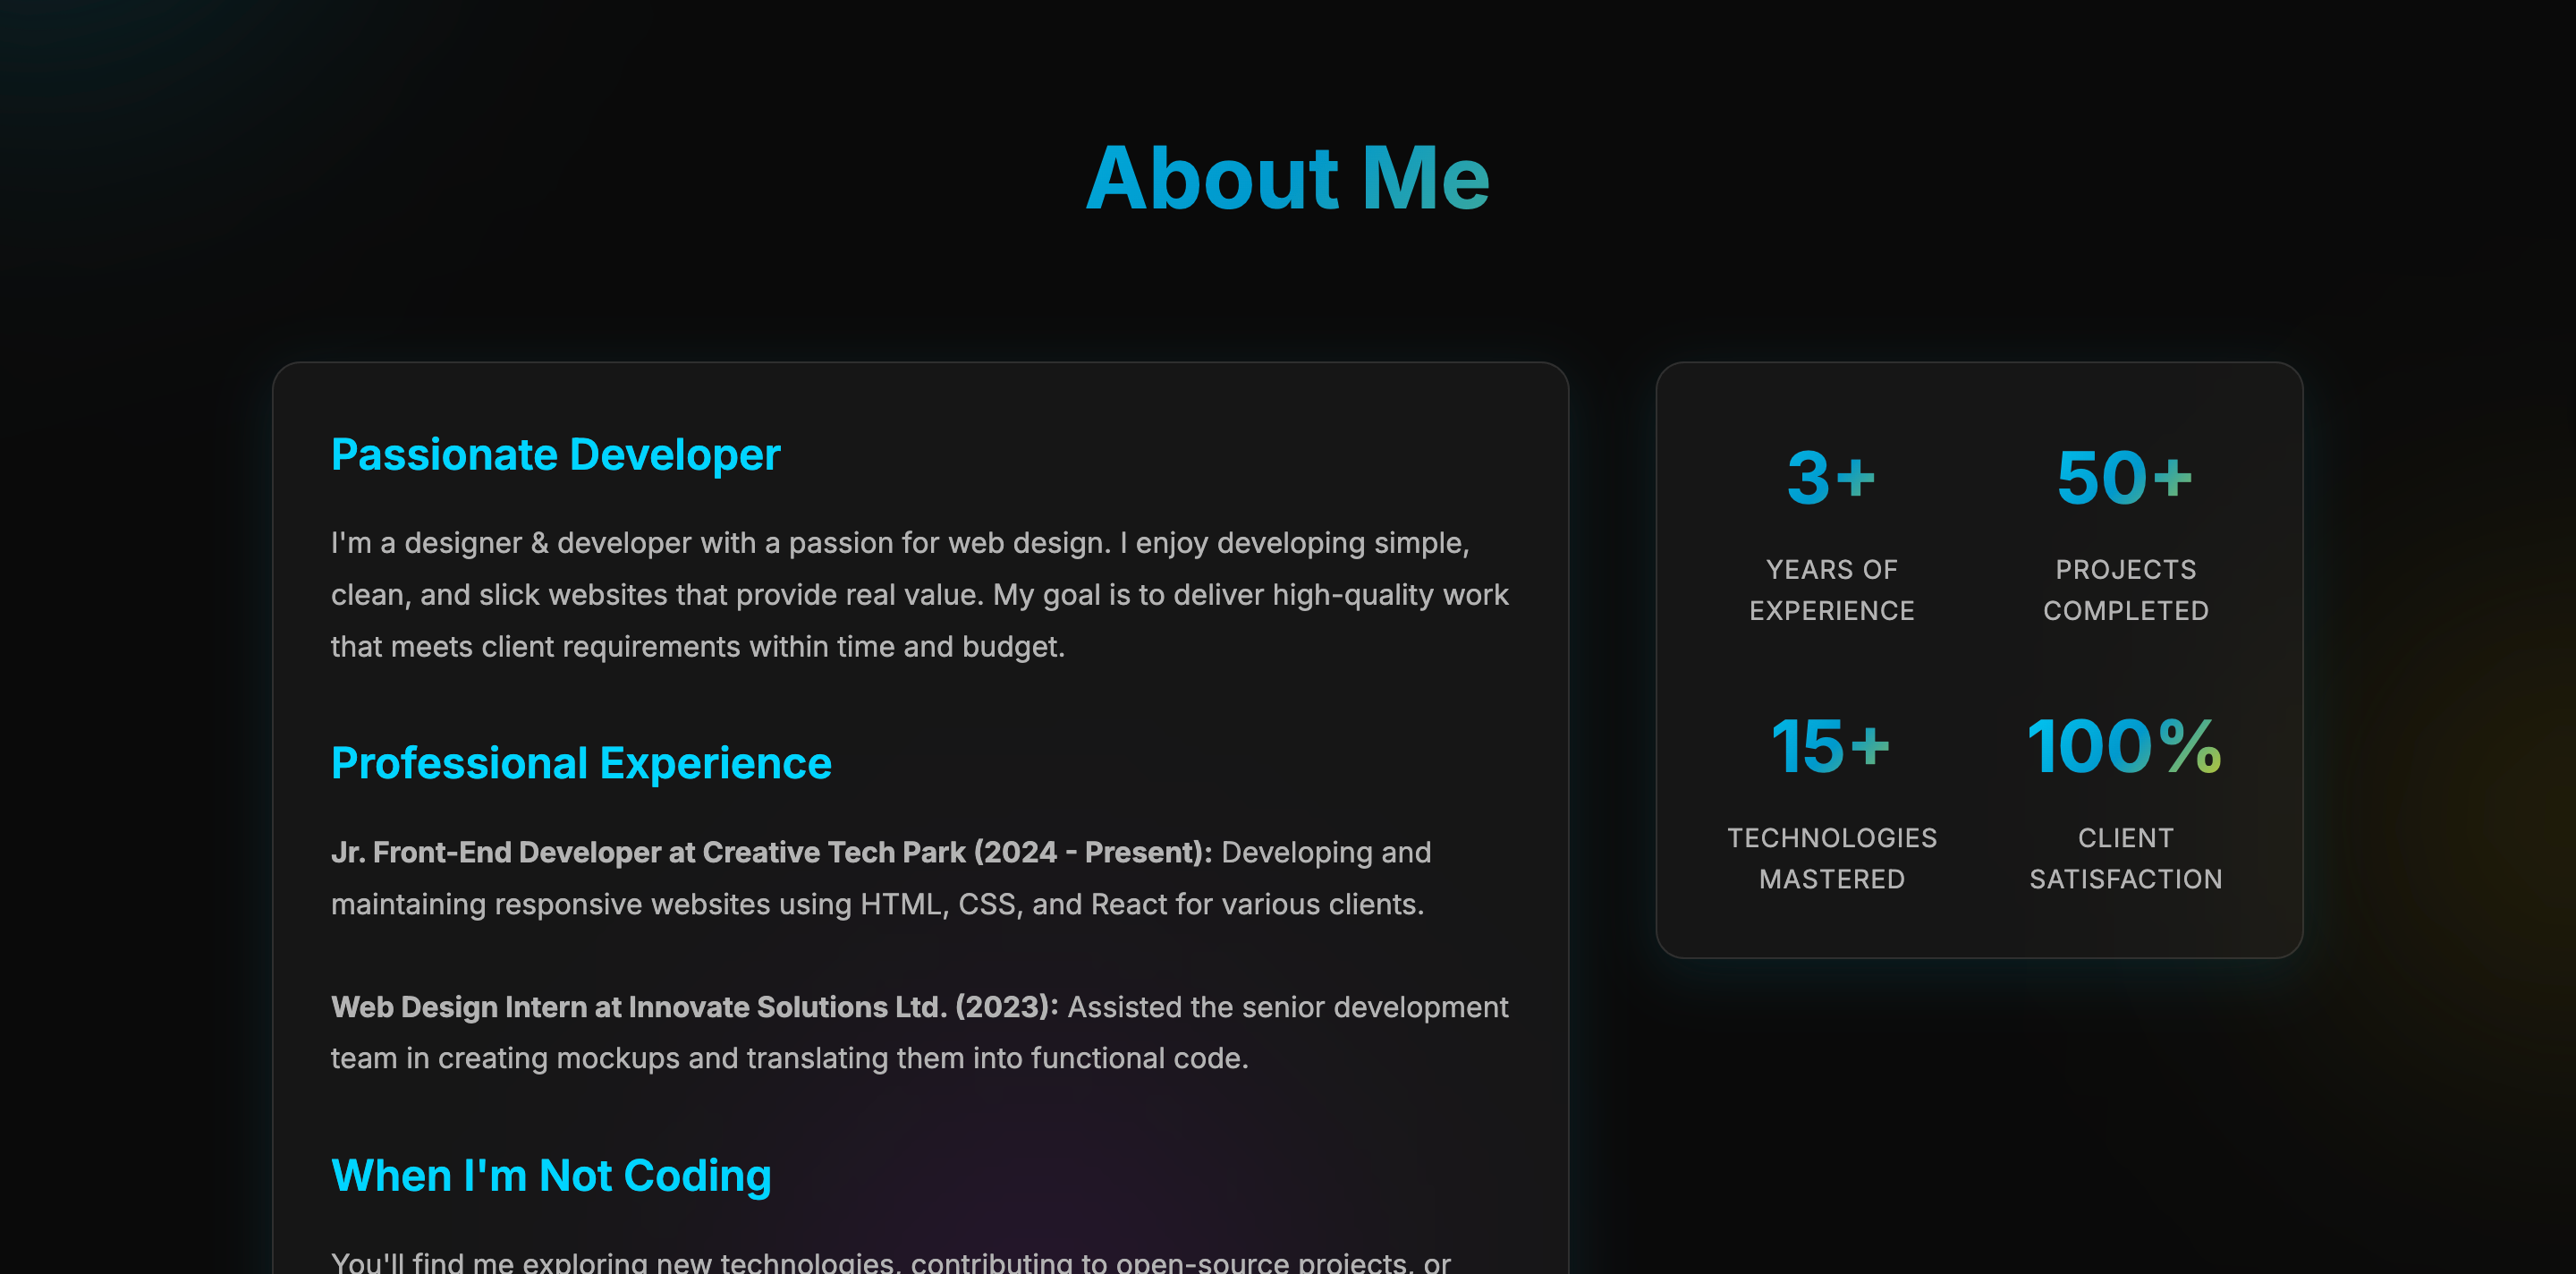 About Me
Passionate Developer
I'm a designer & developer with a passion for web design. I enjoy developing simple,
clean, and slick websites that provide real value. My goal is to deliver high-quality work
that meets client requirements within time and budget.
Professional Experience
Jr. Front-End Developer at Creative Tech Park (2024 - Present): Developing and
maintaining responsive websites using HTML, CSS, and React for various clients.
Web Design Intern at Innovate Solutions Ltd. (2023): Assisted the senior development
team in creating mockups and translating them into functional code.
When I'm Not Coding
You'll find me exploring new technologies, contributing to open-source projects, or
3+
YEARS OF
EXPERIENCE
50+
PROJECTS
COMPLETED
15+
TECHNOLOGIES
MASTERED
100%
CLIENT
SATISFACTION